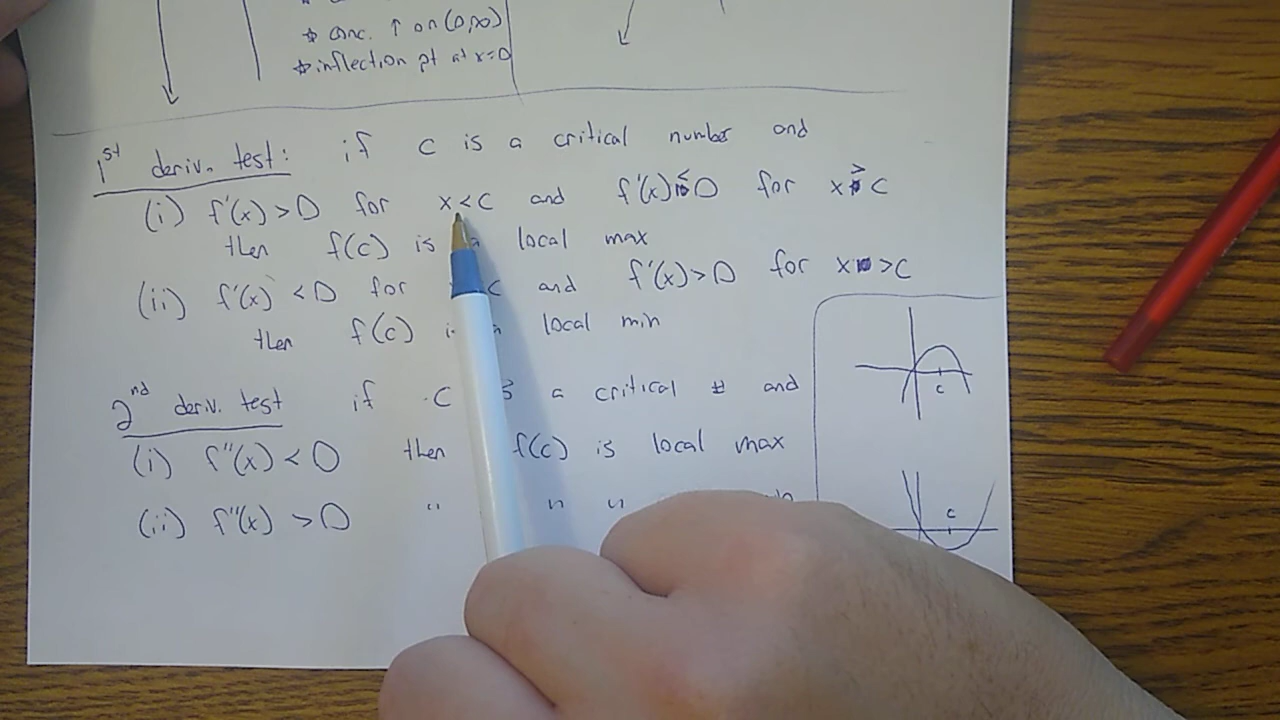 ☆ conc. ↑ on (0,∞)
☆ inflection pt at x=0
1st deriv. test: if c is a critical number and
(i) f'(x) > 0 for x < c and f'(x) < 0 for x > c
then f(c) is a local max
(ii) f'(x) < 0 for c and f'(x) > 0 for x > c
then f(c) local min
2nd deriv. test if c is a critical # and
(i) f''(x) < 0 then f(c) is local max
(ii) f''(x) > 0 " " "
c
c